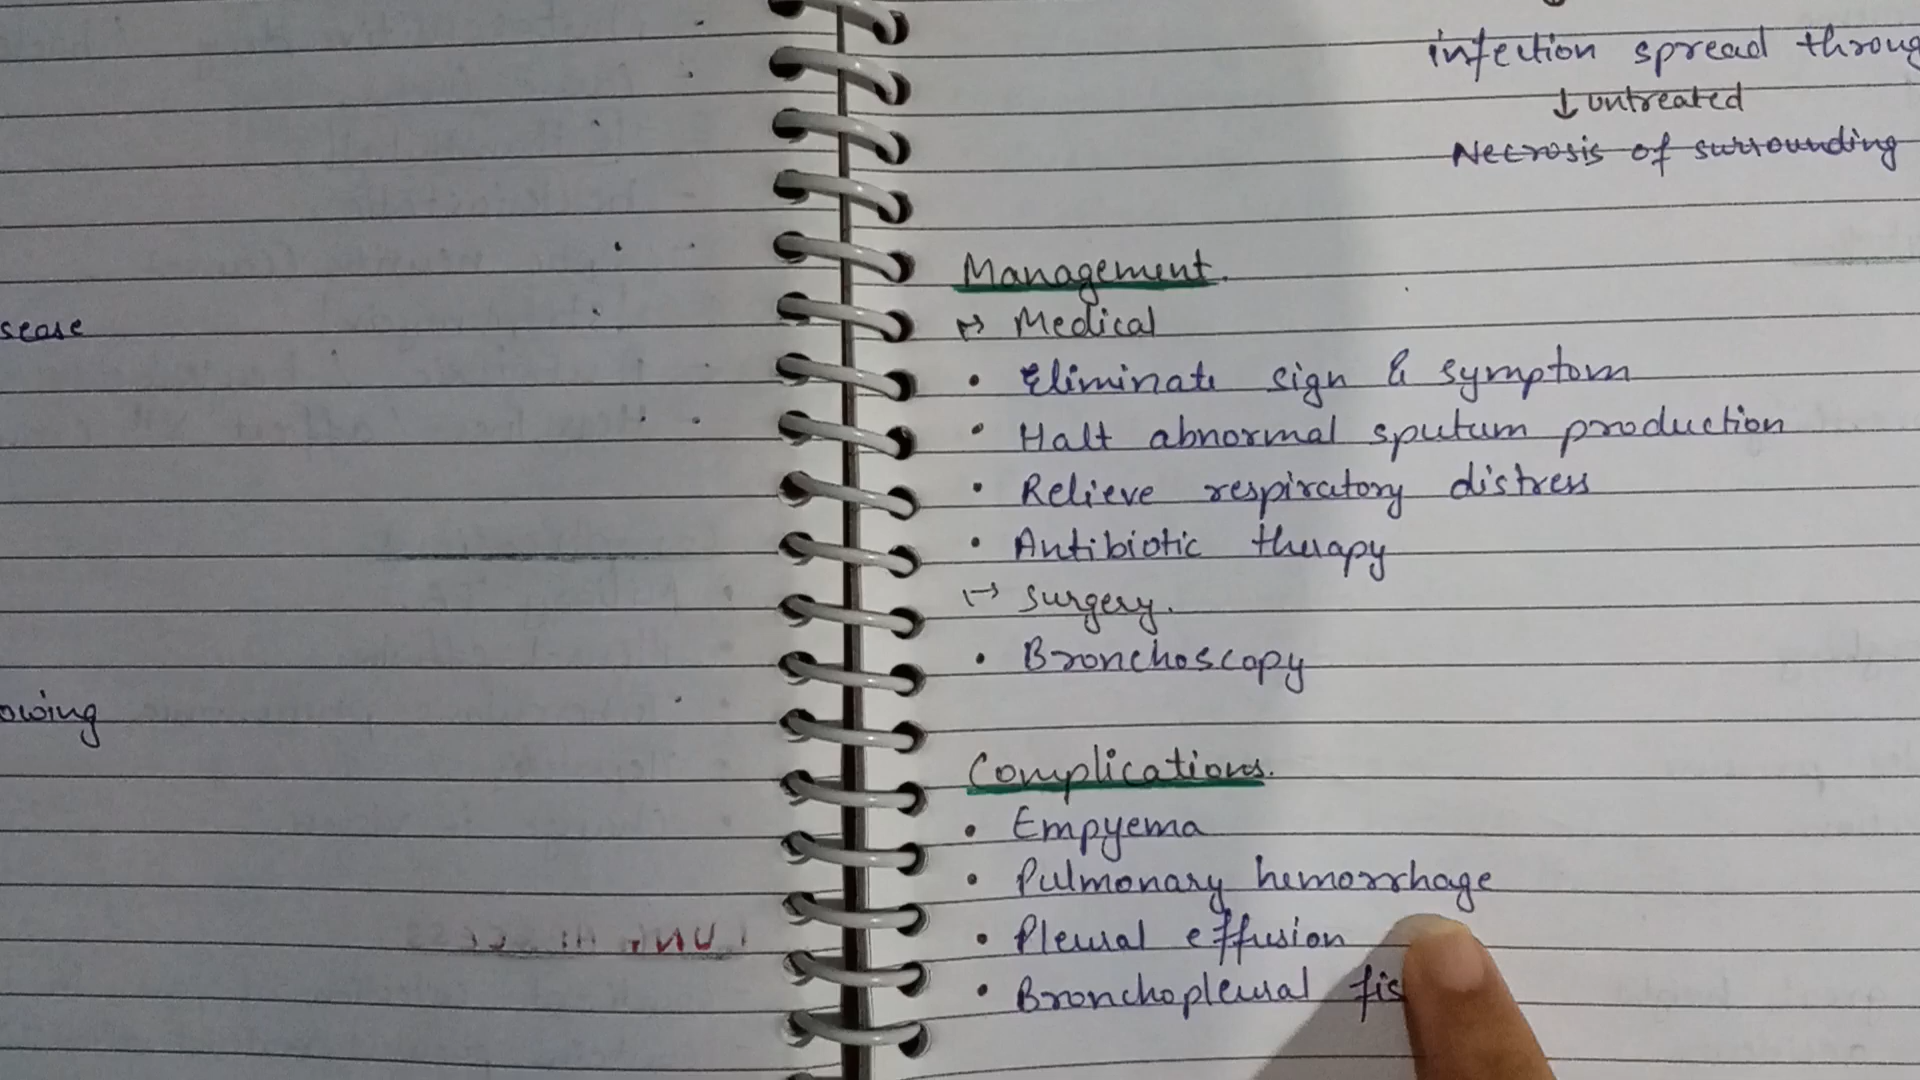 sease
owing
infection spread throug
↓ untreated
Necrosis of surrounding
Management.
↦ Medical
• Eliminate sign & symptom
• Halt abnormal sputum production
• Relieve respiratory distress
• Antibiotic therapy
↦ surgery.
• Bronchoscopy
Complications.
• Empyema
• Pulmonary hemorrhage
• Pleural effusion
• Bronchopleural fis